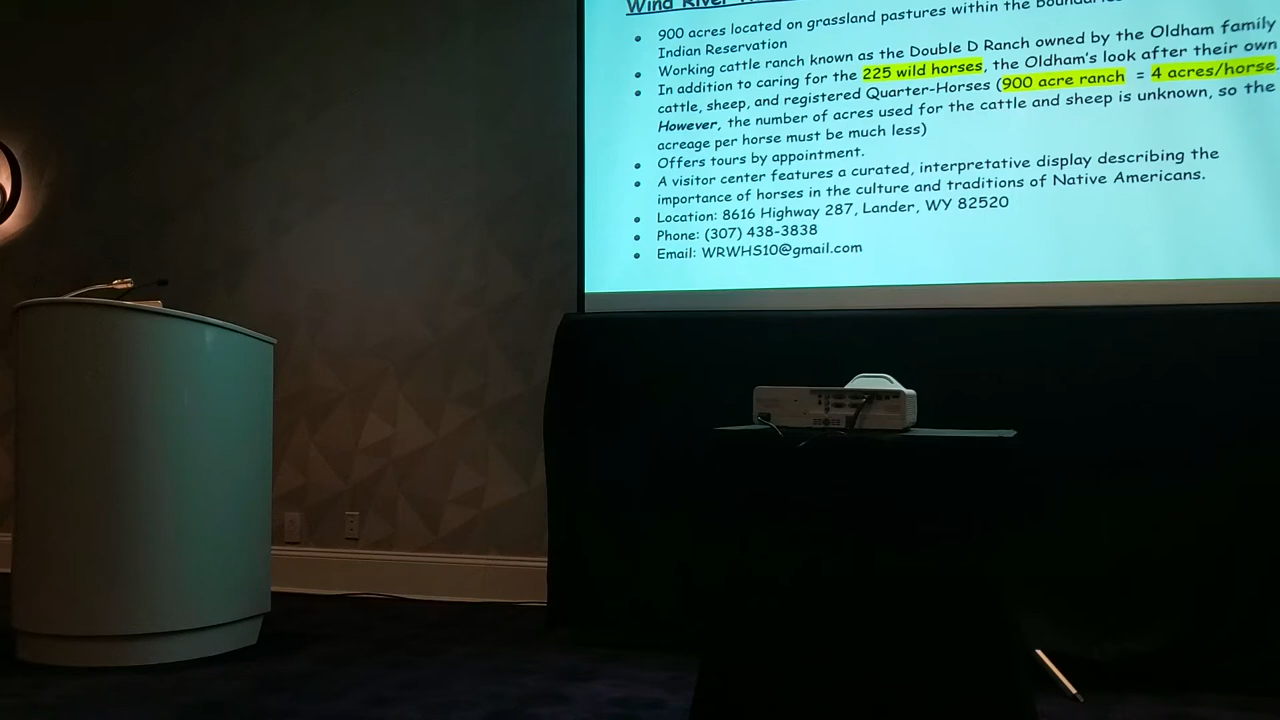 Wind River
900 acres located on grassland pastures within the
Indian Reservation
Working cattle ranch known as the Double D Ranch owned by the Oldham family
In addition to caring for the 225 wild horses, the Oldham's look after their own
cattle, sheep, and registered Quarter-Horses (900 acre ranch = 4 acres/horse.
However, the number of acres used for the cattle and sheep is unknown, so the
acreage per horse must be much less)
Offers tours by appointment.
A visitor center features a curated, interpretative display describing the
importance of horses in the culture and traditions of Native Americans.
Location: 8616 Highway 287, Lander, WY 82520
Phone: (307) 438-3838
Email: WRWHS10@gmail.com